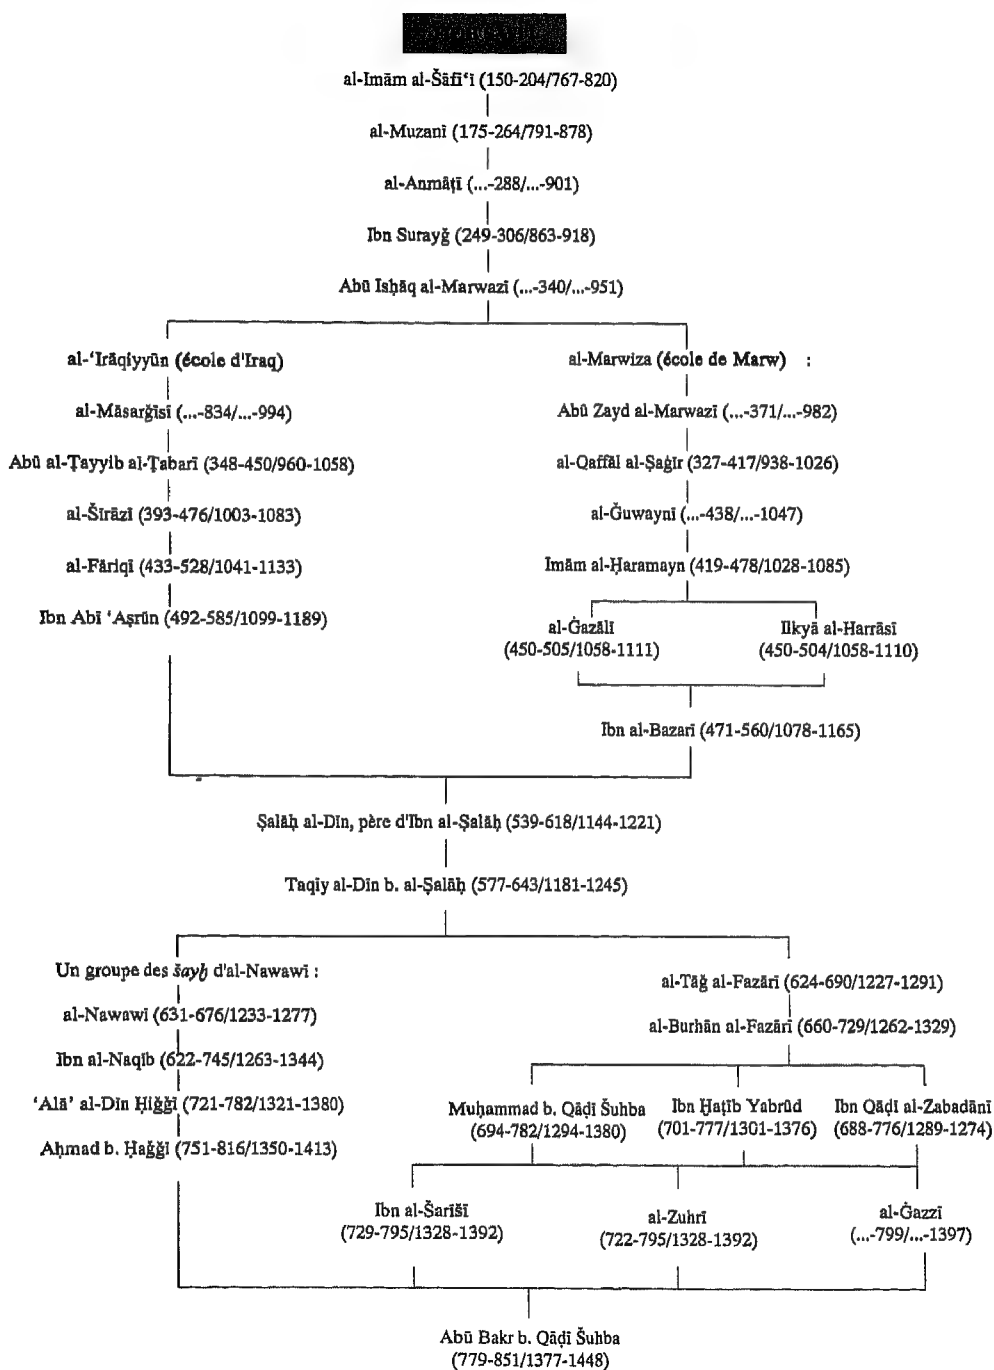 al-Imām al-Šāfi‘ī (150-204/767-820)
al-Muzanī (175-264/791-878)
al-Anmāṭī (...-288/...-901)
Ibn Surayǧ (249-306/863-918)
Abū Isḥāq al-Marwazī (...-340/...-951)
al-‘Irāqiyyūn (école d'Iraq)
al-Māsarǧisī (...-834/...-994)
Abū al-Ṭayyib al-Ṭabarī (348-450/960-1058)
al-Šīrāzī (393-476/1003-1083)
al-Fāriqī (433-528/1041-1133)
Ibn Abī ‘Aṣrūn (492-585/1099-1189)
al-Marwiza (école de Marw) :
Abū Zayd al-Marwazī (...-371/...-982)
al-Qaffāl al-Ṣaġīr (327-417/938-1026)
al-Ǧuwaynī (...-438/...-1047)
Imām al-Ḥaramayn (419-478/1028-1085)
al-Ġazālī
(450-505/1058-1111)
Ilkyā al-Harrāsī
(450-504/1058-1110)
Ibn al-Bazarī (471-560/1078-1165)
Ṣalāḥ al-Dīn, père d'Ibn al-Ṣalāḥ (539-618/1144-1221)
Taqiy al-Dīn b. al-Ṣalāḥ (577-643/1181-1245)
Un groupe des šayḫ d'al-Nawawī :
al-Nawawī (631-676/1233-1277)
Ibn al-Naqīb (622-745/1263-1344)
‘Alā’ al-Dīn Ḥiǧǧī (721-782/1321-1380)
Aḥmad b. Ḥaǧǧī (751-816/1350-1413)
al-Tāǧ al-Fazārī (624-690/1227-1291)
al-Burhān al-Fazārī (660-729/1262-1329)
Muḥammad b. Qāḍī Šuhba
(694-782/1294-1380)
Ibn Ḫaṭīb Yabrūd
(701-777/1301-1376)
Ibn Qāḍī al-Zabadānī
(688-776/1289-1274)
Ibn al-Šarīšī
(729-795/1328-1392)
al-Zuhrī
(722-795/1328-1392)
al-Ġazzī
(...-799/...-1397)
Abū Bakr b. Qāḍī Šuhba
(779-851/1377-1448)